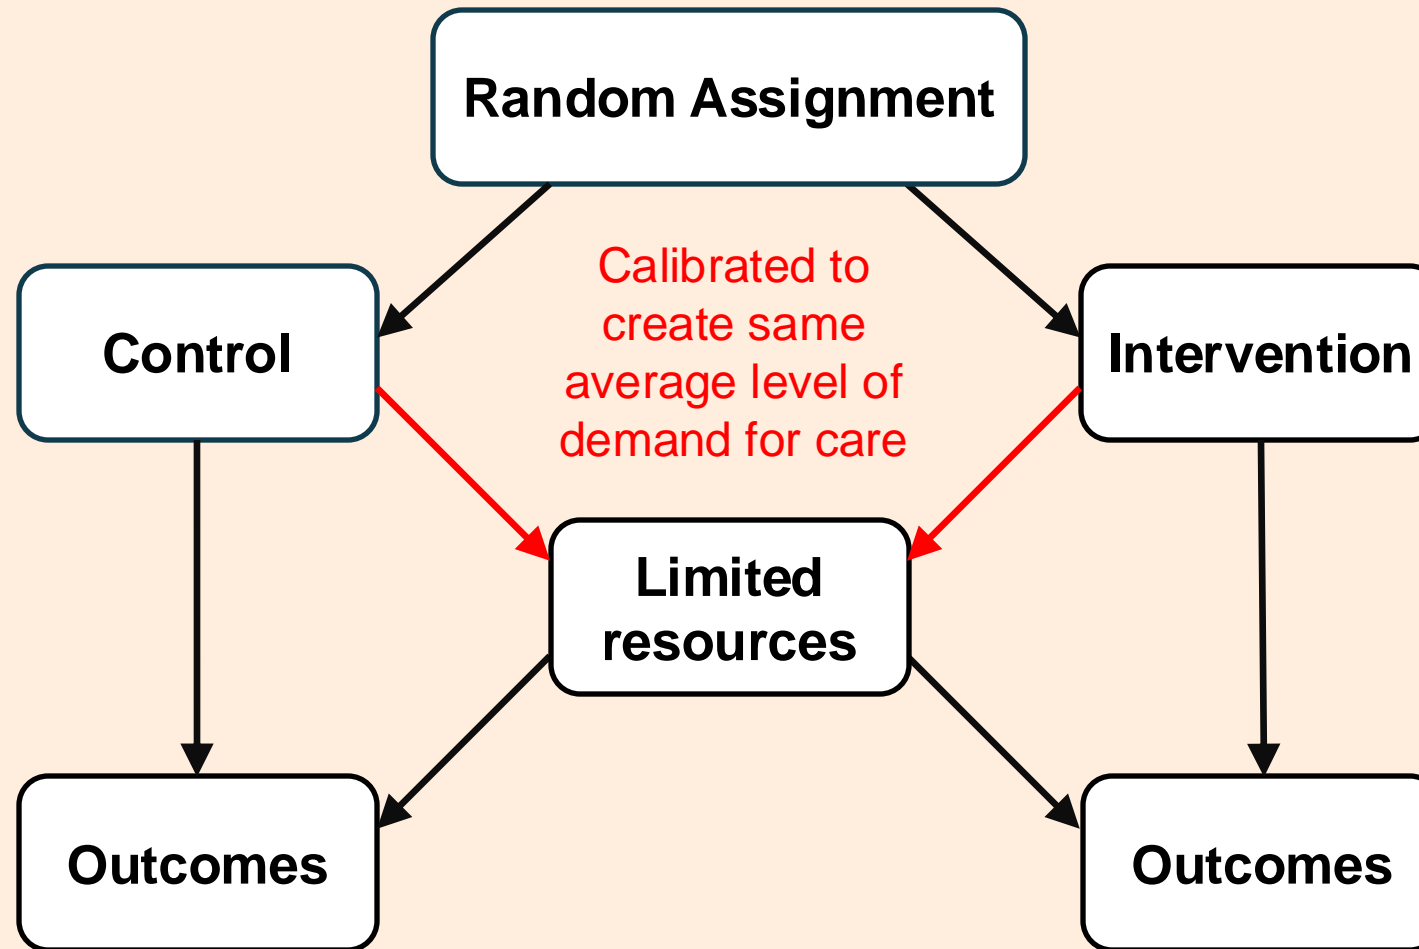 Random Assignment
Calibrated to
create same
average level of
demand for care
Control
Intervention
Limited
resources
Outcomes
Outcomes